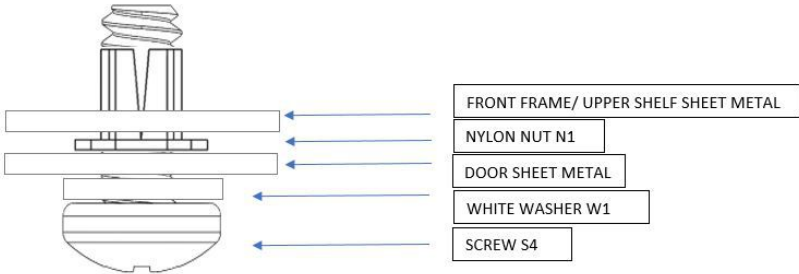 FRONT FRAME/ UPPER SHELF SHEET METAL
NYLON NUT N1
DOOR SHEET METAL
WHITE WASHER W1
SCREW S4